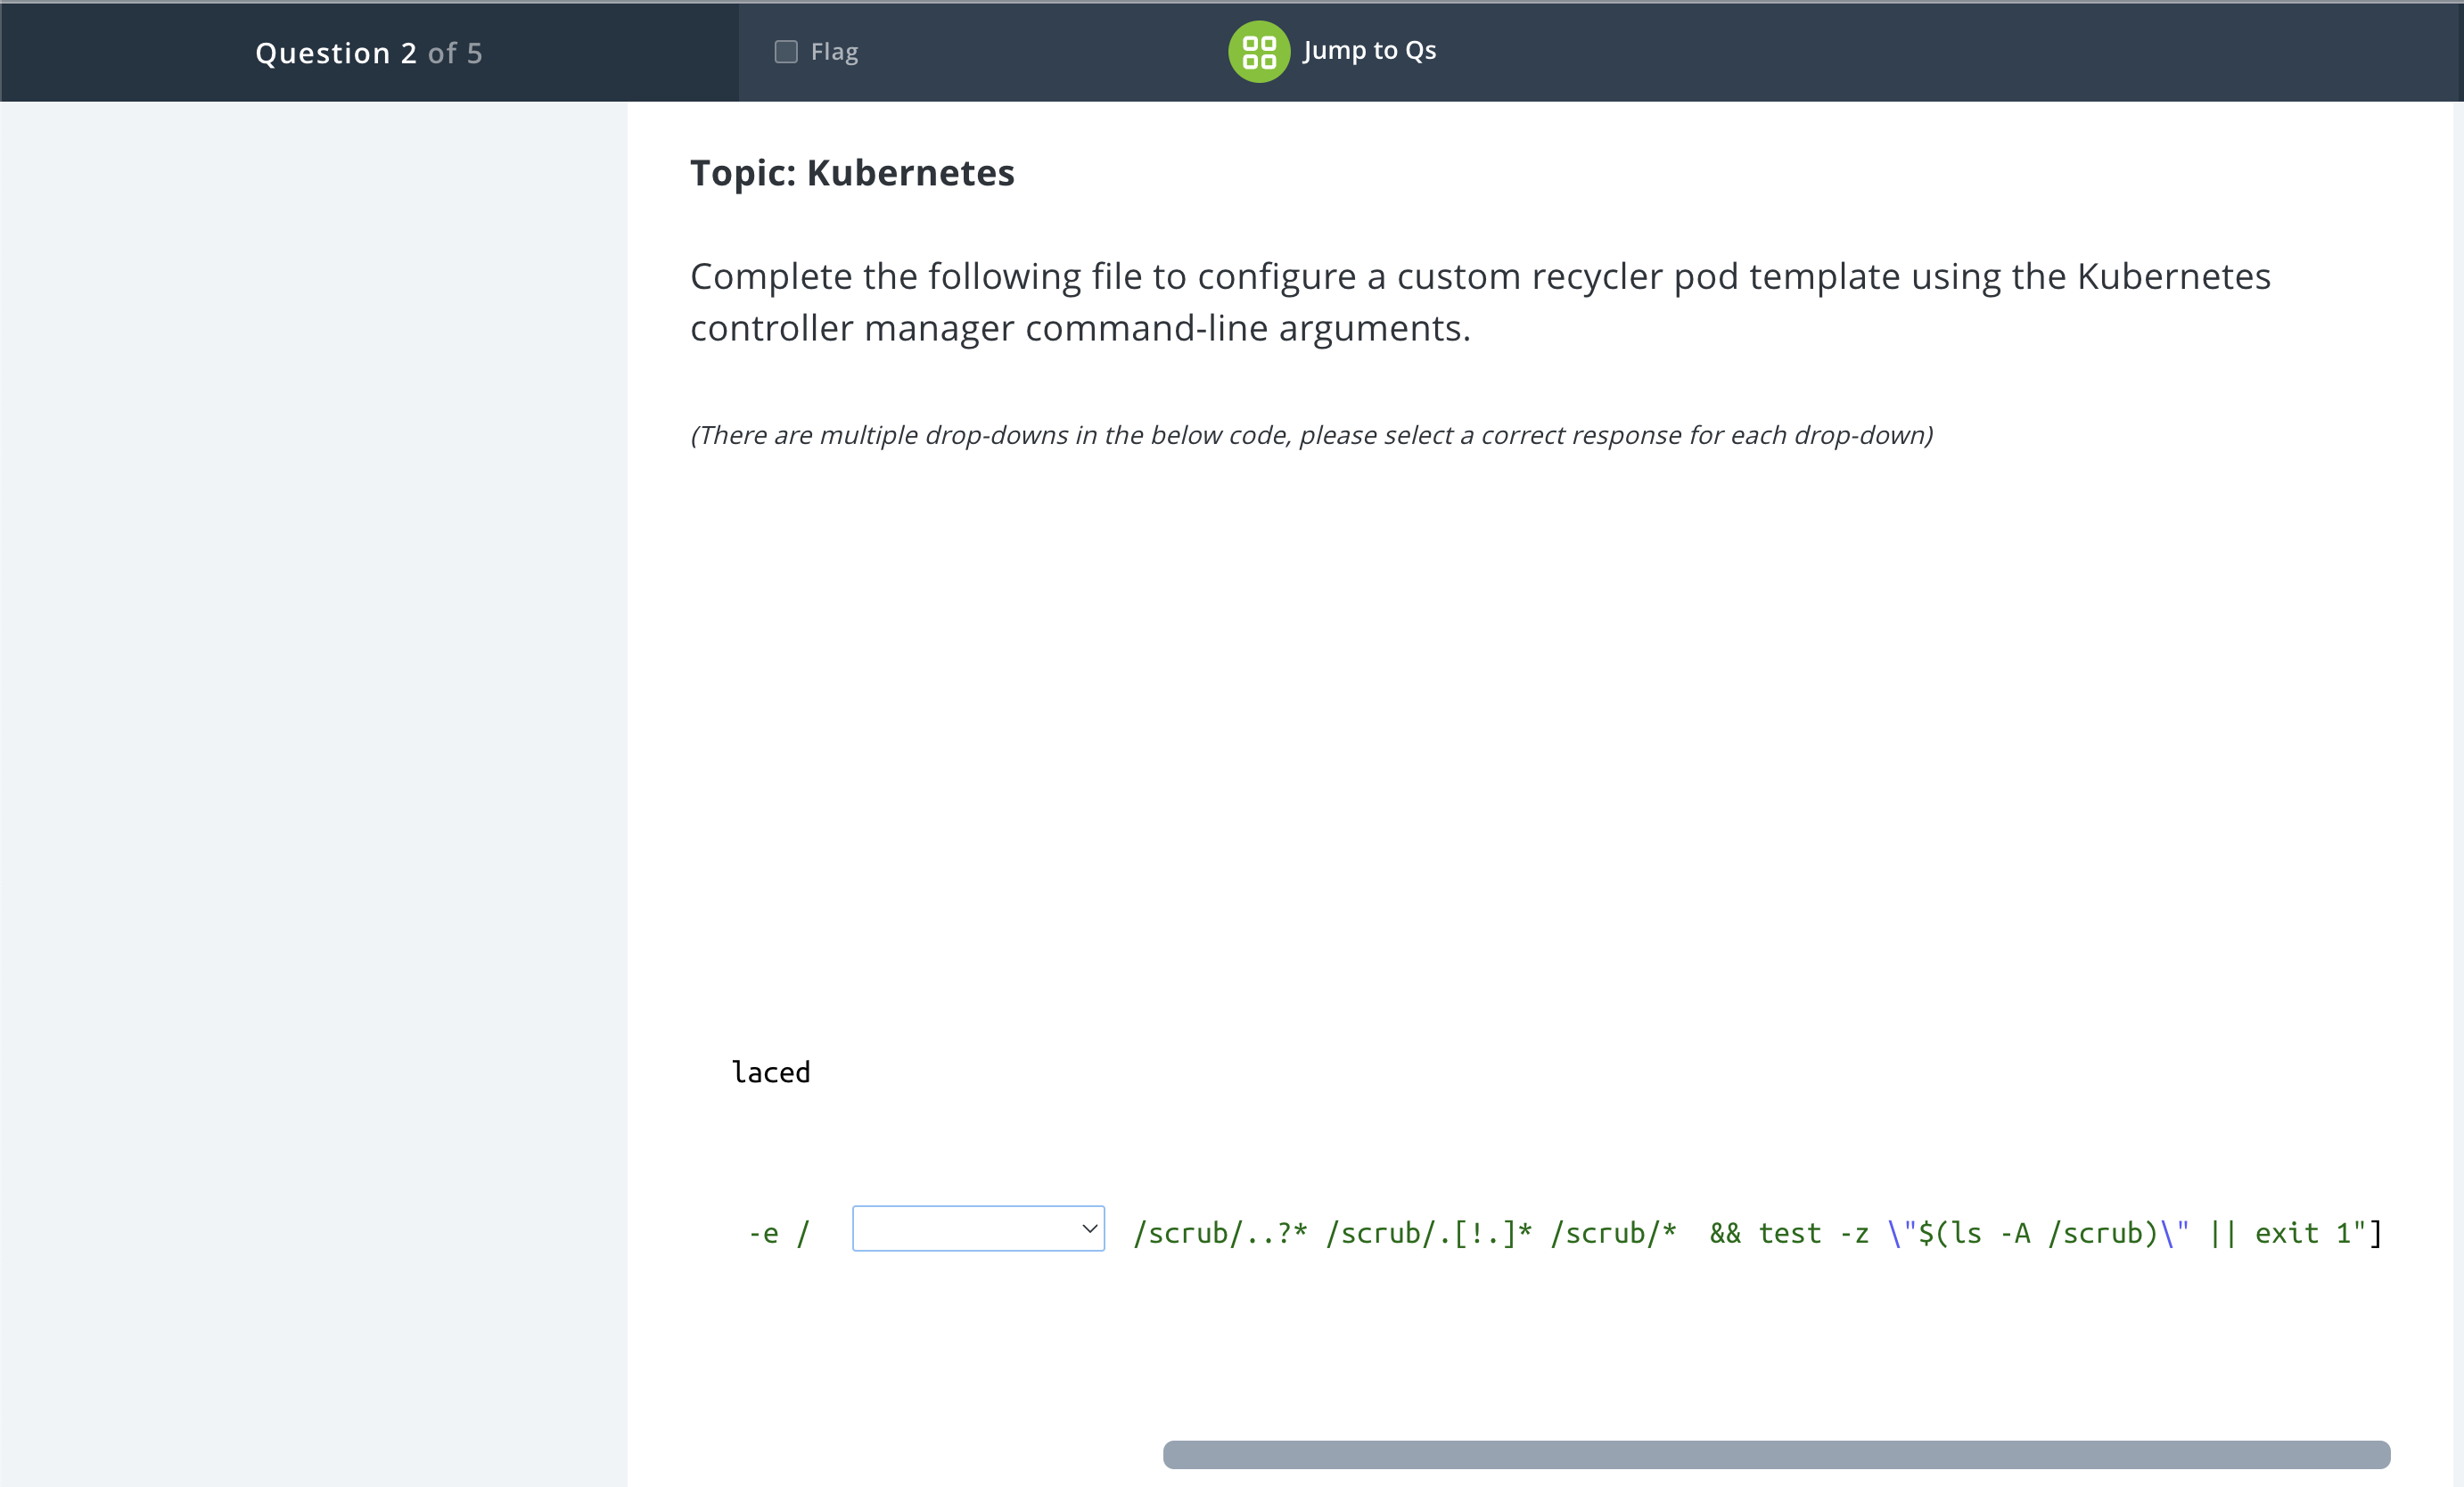 Question 2 of 5
Flag
Jump to Qs
Topic: Kubernetes
Complete the following file to configure a custom recycler pod template using the Kubernetes
controller manager command-line arguments.
(There are multiple drop-downs in the below code, please select a correct response for each drop-down)
laced
-e / /scrub/..?* /scrub/.[!.]* /scrub/*  && test -z \"$(ls -A /scrub)\" || exit 1"]